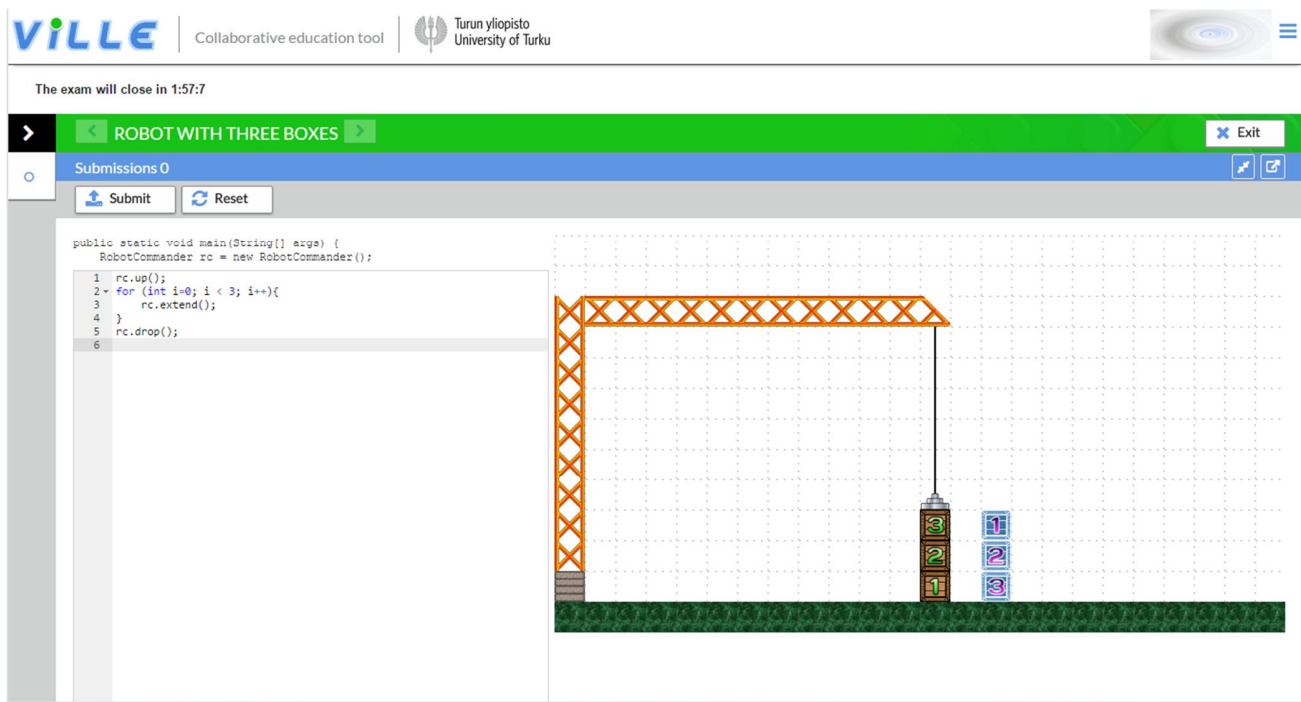 ViLLE
Collaborative education tool
Turun yliopisto
University of Turku
The exam will close in 1:57:7
ROBOT WITH THREE BOXES
Exit
Submissions 0
Submit
Reset
public static void main(String[] args) {
RobotCommander rc = new RobotCommander();
1 rc.up();
2 for (int i=0; i < 3; i++){
3 rc.extend();
4 }
5 rc.drop();
6
3 1
2 2
1 3